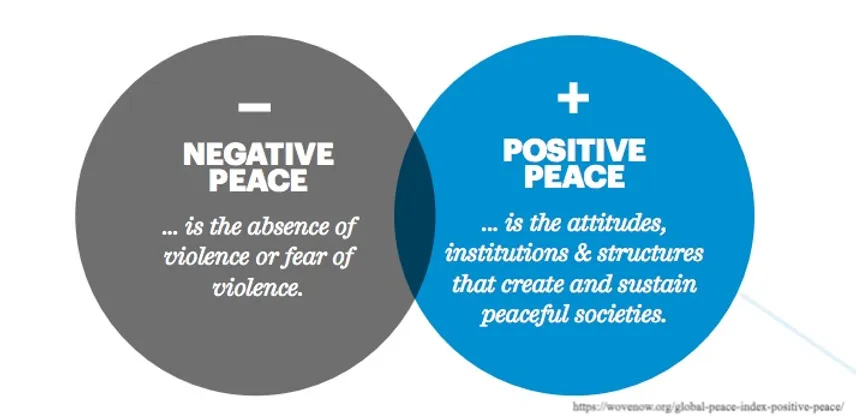 −
NEGATIVE
PEACE
... is the absence of
violence or fear of
violence.
+
POSITIVE
PEACE
... is the attitudes,
institutions & structures
that create and sustain
peaceful societies.
https://wovenow.org/global-peace-index-positive-peace/